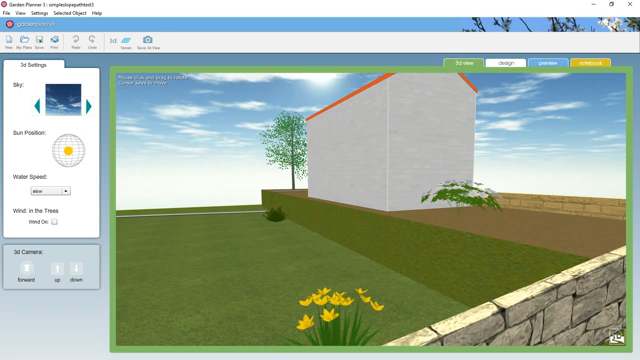 Garden Planner 3 : simpleslopepathtest3
File View Settings Selected Object Help
gardenplanner
New My Plans Save Print Redo Undo Terrain Save 3d View
3d Settings
3d view design preview notebook
Mouse click and drag to rotate
Cursor keys to move
Sky:
Sun Position:
Water Speed:
slow
Wind: in the Trees
Wind On:
3d Camera:
forward up down